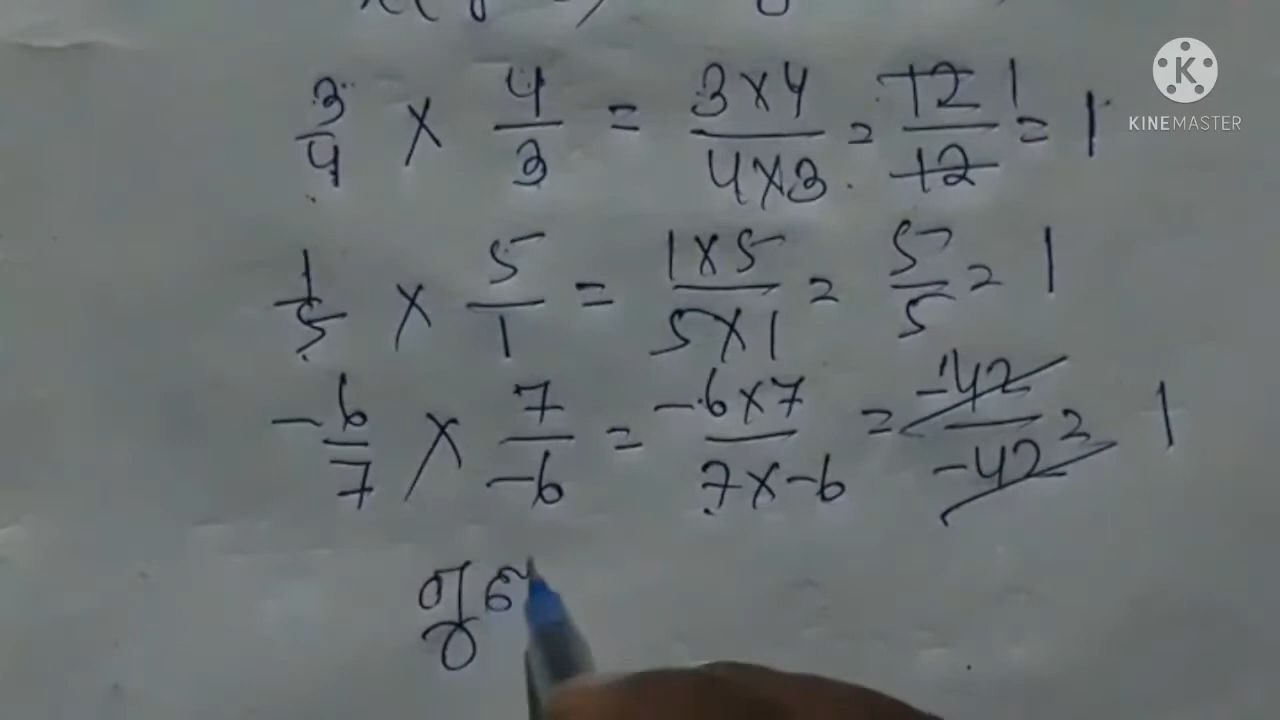 3/4 × 4/3 = 3×4/4×3 = 12/12 1 = 1
KINEMASTER
1/5 × 5/1 = 1×5/5×1 = 5/5 = 1
-6/7 × 7/-6 = -6×7/7×-6 = -42/-42 = 1